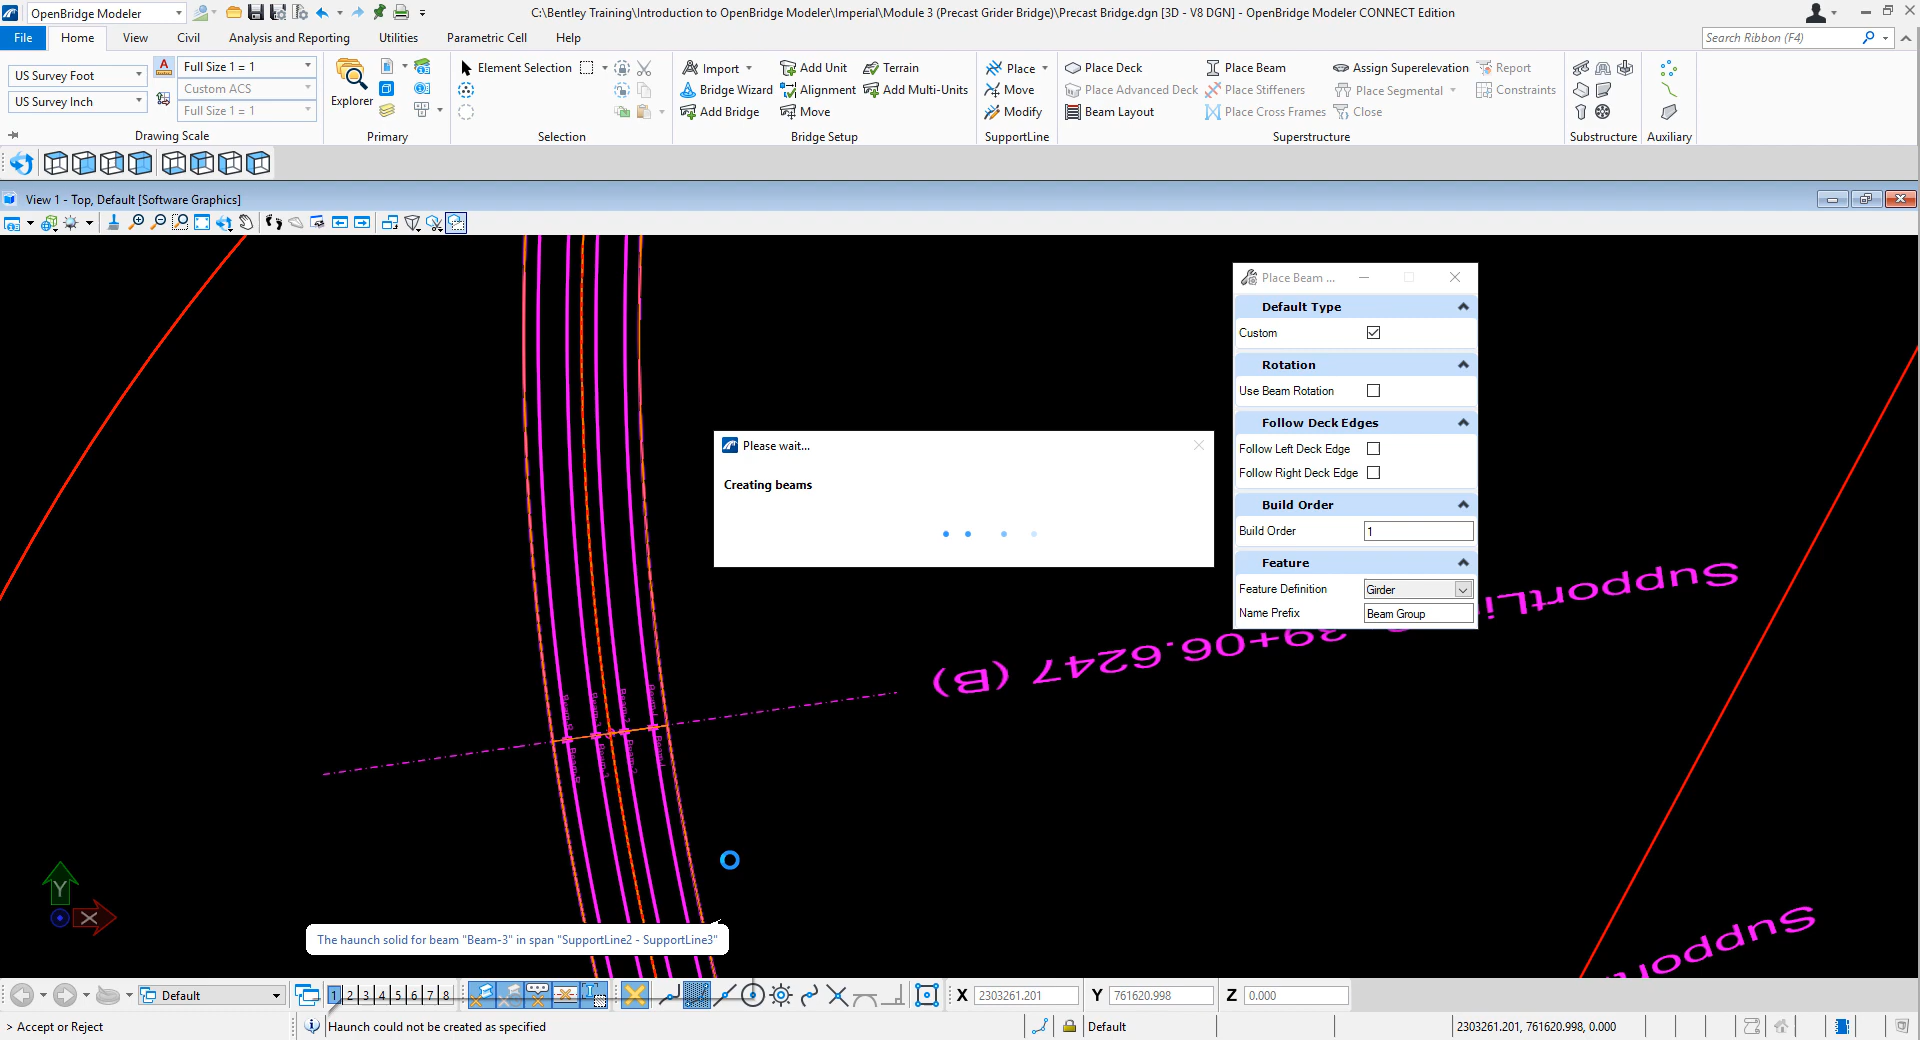 OpenBridge Modeler
C:\Bentley Training\Introduction to OpenBridge Modeler\Imperial\Module 3 (Precast Grider Bridge)\Precast Bridge.dgn [3D - V8 DGN] - OpenBridge Modeler CONNECT Edition
File Home View Civil Analysis and Reporting Utilities Parametric Cell Help
Search Ribbon (F4)
US Survey Foot
US Survey Inch
Full Size 1 = 1
Custom ACS
Full Size 1 = 1
Drawing Scale
Explorer
Primary
Element Selection
Selection
Import
Bridge Wizard
Add Bridge
Add Unit
Alignment
Move
Terrain
Add Multi-Units
Bridge Setup
Place
Move
Modify
SupportLine
Place Deck
Place Advanced Deck
Beam Layout
Place Beam
Place Stiffeners
Place Cross Frames
Assign Superelevation
Place Segmental
Close
Report
Constraints
Superstructure
Substructure
Auxiliary
View 1 - Top, Default [Software Graphics]
Place Beam ...
Default Type
Custom
Rotation
Use Beam Rotation
Follow Deck Edges
Follow Left Deck Edge
Follow Right Deck Edge
Build Order
Build Order 1
Feature
Feature Definition Girder
Name Prefix Beam Group
Please wait...
Creating beams
39+06.6247 (B)
Y
X
The haunch solid for beam "Beam-3" in span "SupportLine2 - SupportLine3"
Default
1 2 3 4 5 6 7 8
X 2303261.201 Y 761620.998 Z 0.000
> Accept or Reject
Haunch could not be created as specified
Default
2303261.201, 761620.998, 0.000